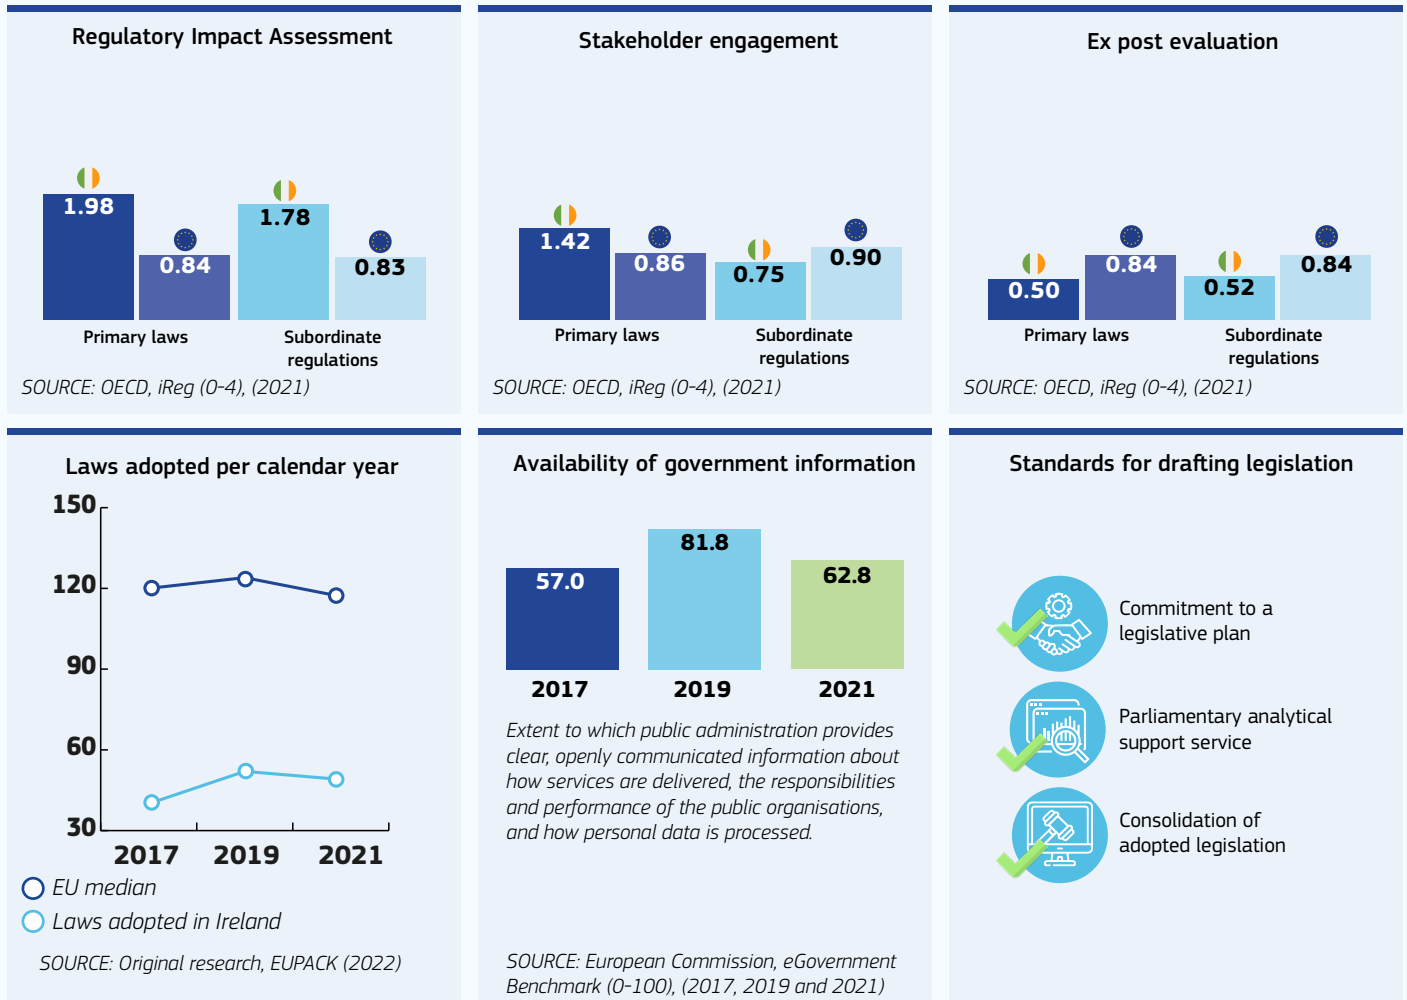 Regulatory Impact Assessment
1.98
0.84
1.78
0.83
Primary laws
Subordinate
regulations
SOURCE: OECD, iReg (0-4), (2021)
Stakeholder engagement
1.42
0.86
0.75
0.90
Primary laws
Subordinate
regulations
SOURCE: OECD, iReg (0-4), (2021)
Ex post evaluation
0.50
0.84
0.52
0.84
Primary laws
Subordinate
regulations
SOURCE: OECD, iReg (0-4), (2021)
Laws adopted per calendar year
150
120
90
60
30
2017 2019 2021
EU median
Laws adopted in Ireland
SOURCE: Original research, EUPACK (2022)
Availability of government information
57.0
81.8
62.8
2017 2019 2021
Extent to which public administration provides
clear, openly communicated information about
how services are delivered, the responsibilities
and performance of the public organisations,
and how personal data is processed.
SOURCE: European Commission, eGovernment
Benchmark (0-100), (2017, 2019 and 2021)
Standards for drafting legislation
Commitment to a
legislative plan
Parliamentary analytical
support service
Consolidation of
adopted legislation